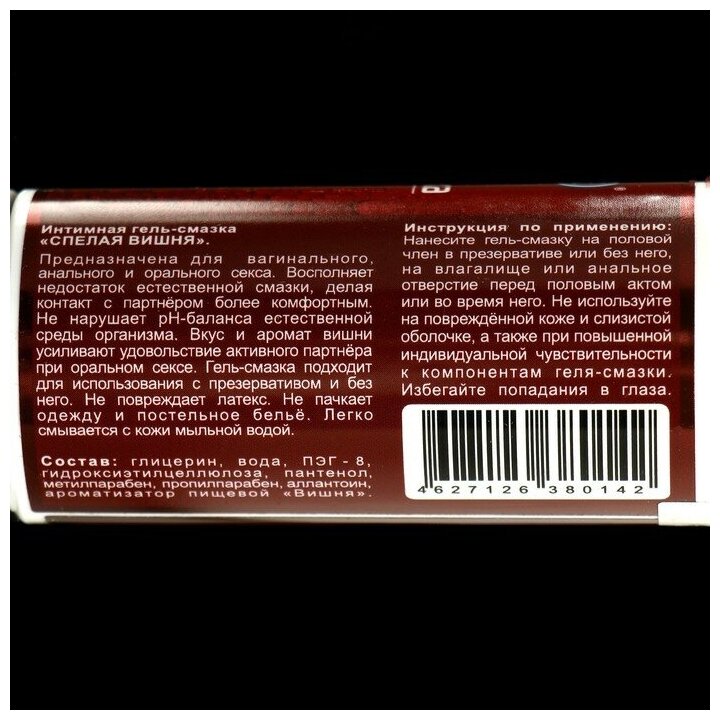 Интимная гель-смазка
«СПЕЛАЯ ВИШНЯ».
Предназначена для вагинального,
анального и орального секса. Восполняет
недостаток естественной смазки, делая
контакт с партнёром более комфортным.
Не нарушает pH-баланса естественной
среды организма. Вкус и аромат вишни
усиливают удовольствие активного партнёра
при оральном сексе. Гель-смазка подходит
для использования с презервативом и без
него. Не повреждает латекс. Не пачкает
одежду и постельное бельё. Легко
смывается с кожи мыльной водой.
Состав: глицерин, вода, ПЭГ-8,
гидроксиэтилцеллюлоза, пантенол,
метилпарабен, пропилпарабен, аллантоин,
ароматизатор пищевой «Вишня».
Инструкция по применению:
Нанесите гель-смазку на половой
член в презервативе или без него,
на влагалище или анальное
отверстие перед половым актом
или во время него. Не используйте
на повреждённой коже и слизистой
оболочке, а также при повышенной
индивидуальной чувствительности
к компонентам геля-смазки.
Избегайте попадания в глаза.
4627126 380142